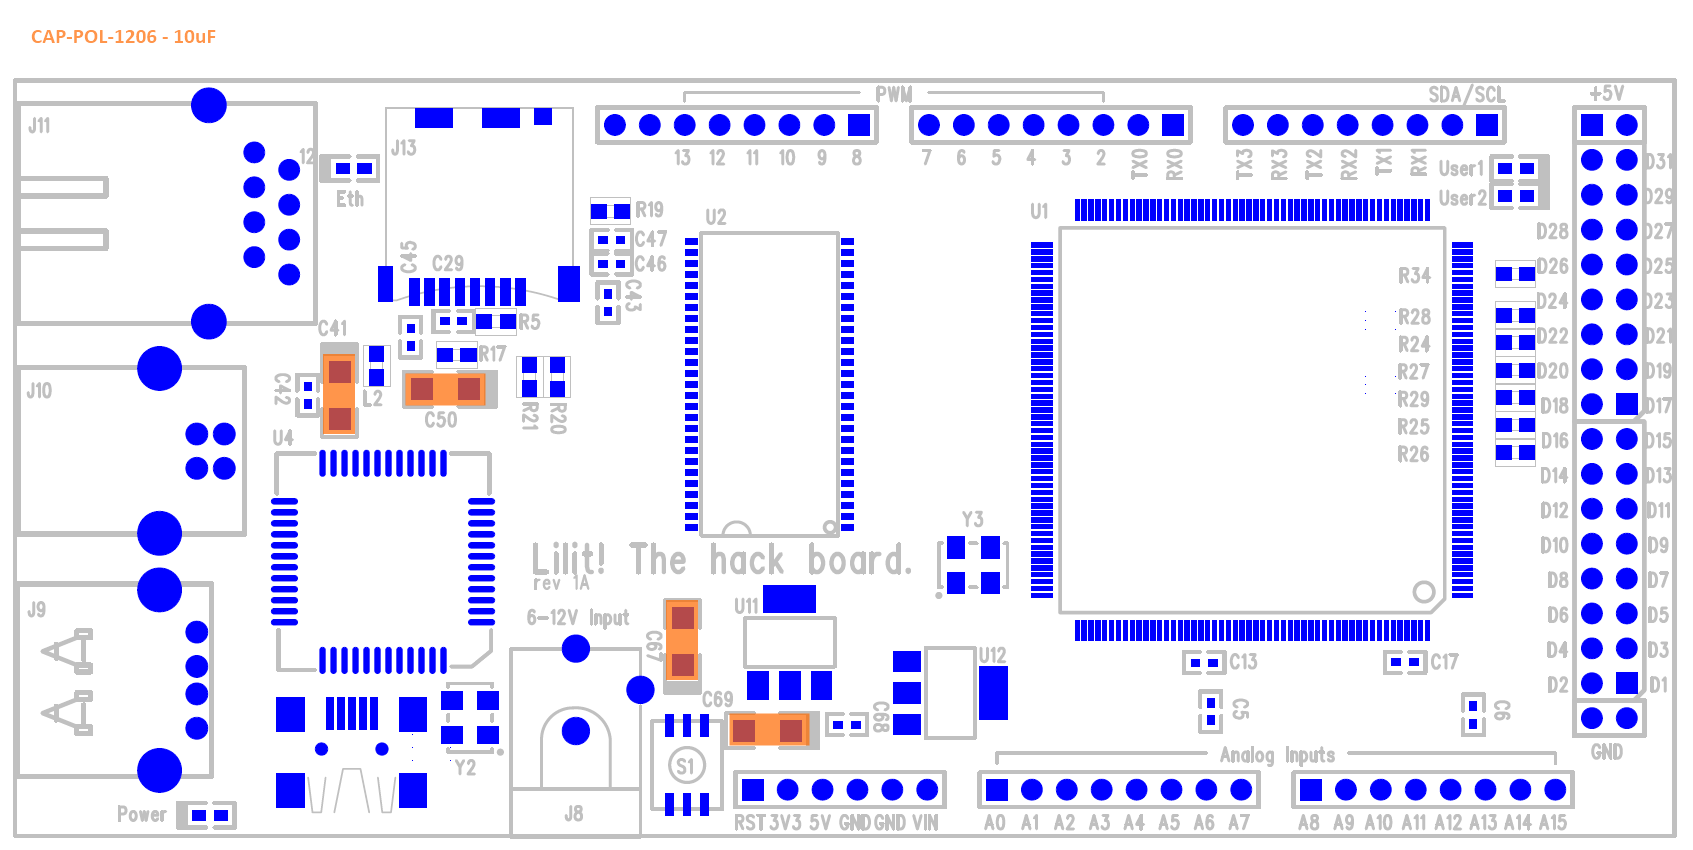 CAP-POL-1206 - 10uF
PWM
SDA/SCL
+5V
J11
12
J13
Eth
13 12 11 10 9 8
7 6 5 4 3 2 TX0 RX0
TX3 RX3 TX2 RX2 TX1 RX1
User1
User2
D31
D29
R19
U2
U1
C47
C46
C45
C29
C43
D28 D27
D26 D25
R34
D24 D23
R28
C41
R5
D22 D21
R24
R17
R27
D20 D19
J10
C42
L2
R29
D18 D17
C50
R21
R20
R25
U4
D16 D15
R26
D14 D13
D12 D11
Y3
D10 D9
Lilit! The hack board.
rev 1A
D8 D7
J9
U11
D6 D5
6-12V Input
C67
D4 D3
U12
C13
C17
D2 D1
C69
C68
C5
C6
Y2
S1
Analog Inputs
GND
Power
J8
RST 3V3 5V GND GND VIN
A0 A1 A2 A3 A4 A5 A6 A7
A8 A9 A10 A11 A12 A13 A14 A15